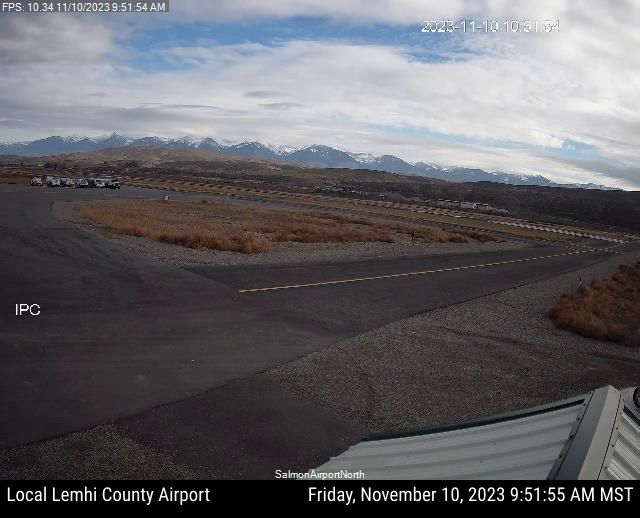 FPS: 10.34 11/10/2023 9:51:54 AM
2023-11-10 10:51:54
IPC
SalmonAirportNorth
Local Lemhi County Airport Friday, November 10, 2023 9:51:55 AM MST